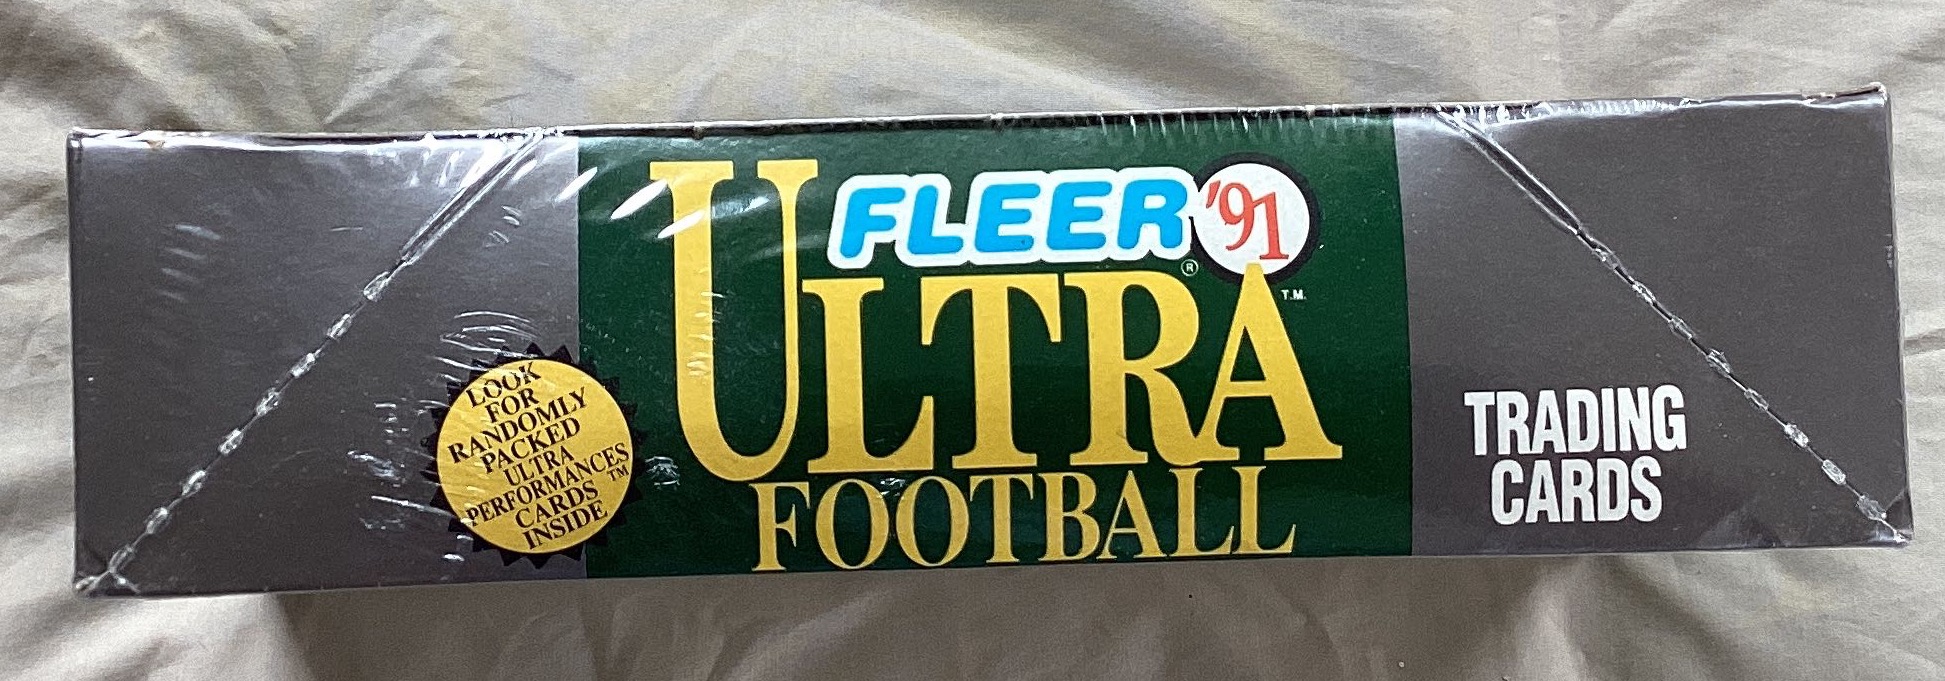 FLEER '91
ULTRA
® T.M.
FOOTBALL
LOOK
FOR
RANDOMLY
PACKED
ULTRA
PERFORMANCES
CARDS ™
INSIDE
TRADING
CARDS